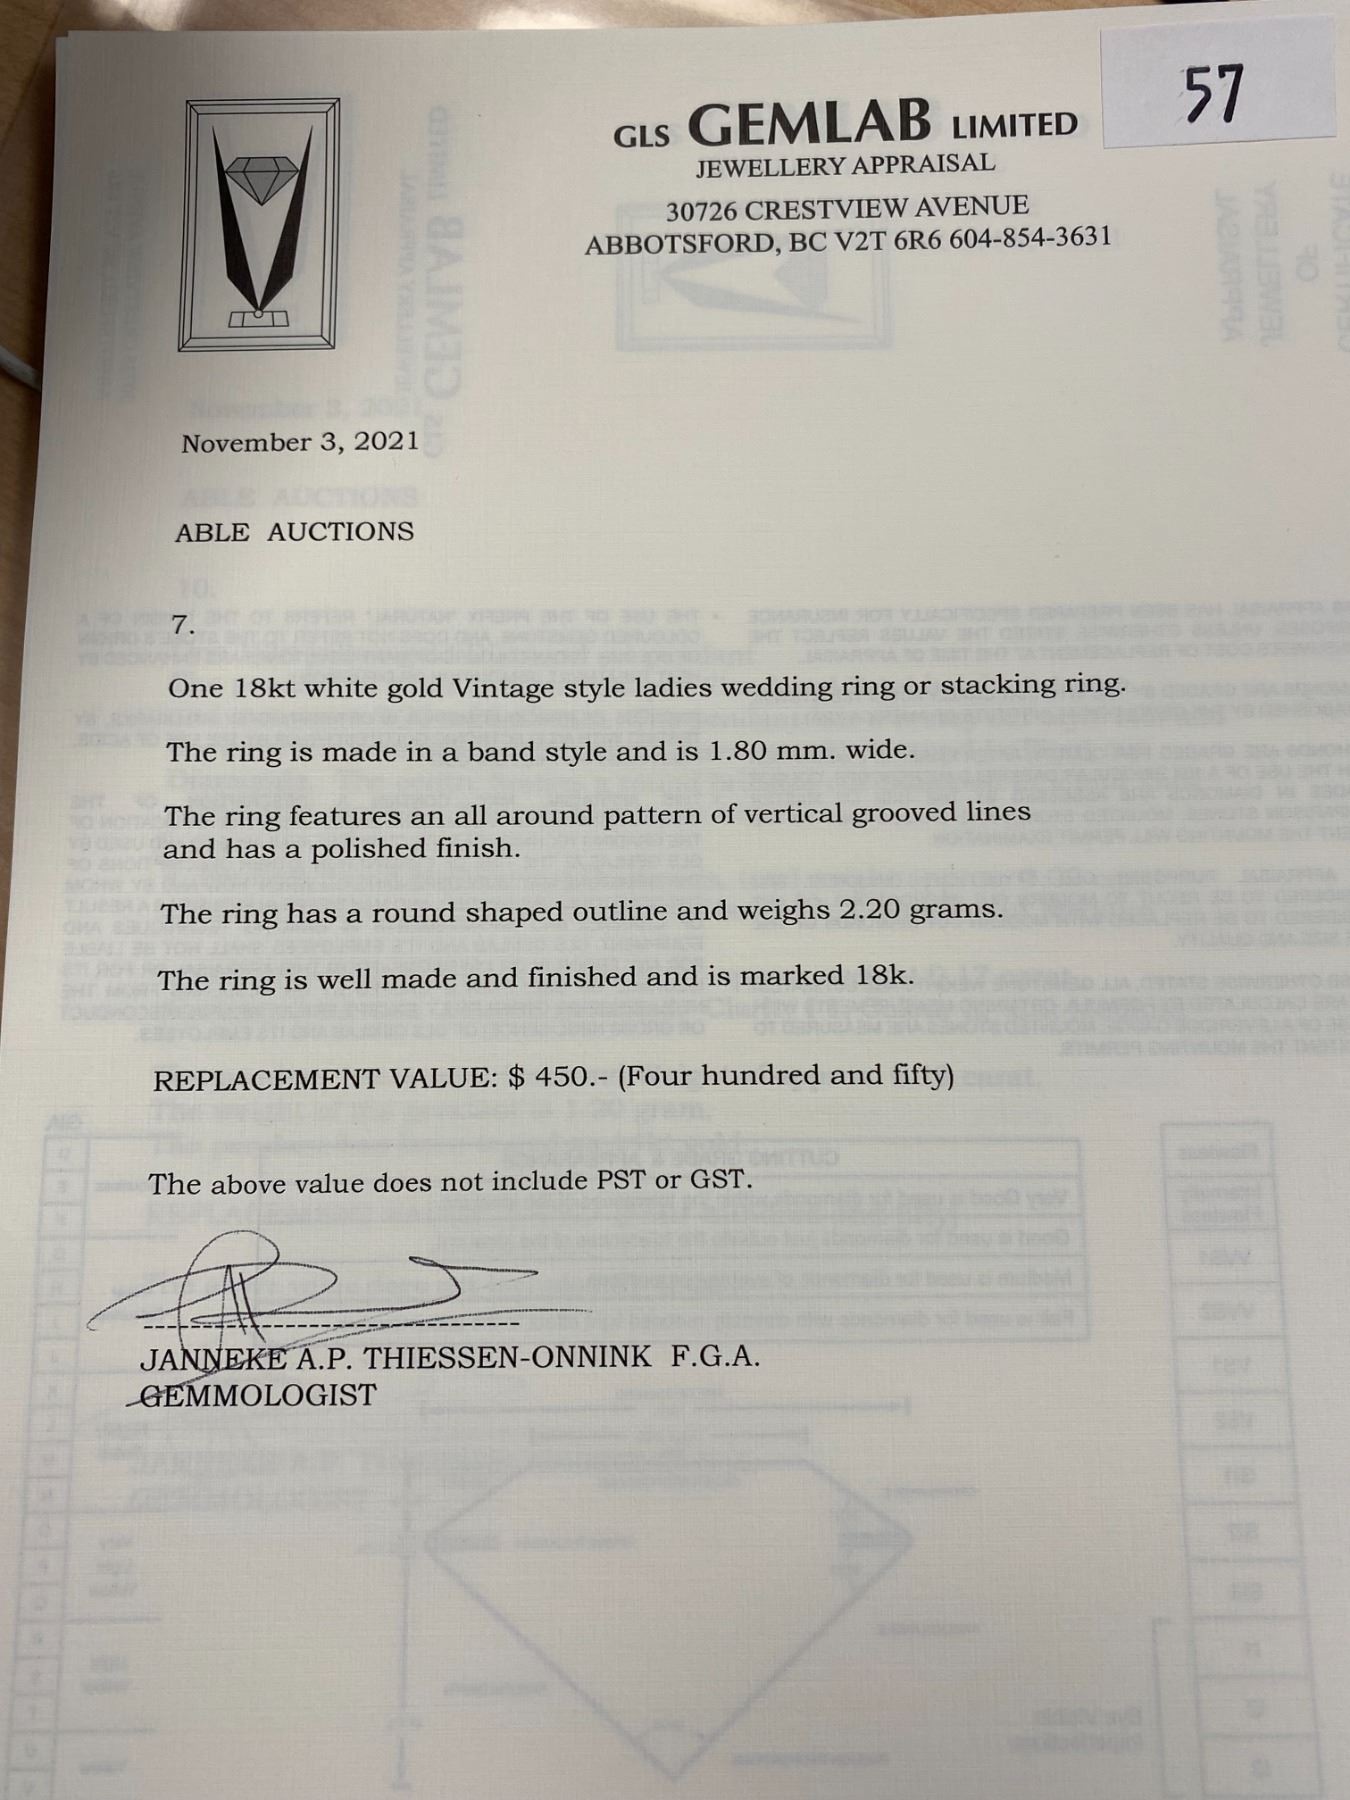 57
GLS GEMLAB LIMITED
JEWELLERY APPRAISAL
30726 CRESTVIEW AVENUE
ABBOTSFORD, BC V2T 6R6 604-854-3631
November 3, 2021
ABLE AUCTIONS
7.
One 18kt white gold Vintage style ladies wedding ring or stacking ring.
The ring is made in a band style and is 1.80 mm. wide.
The ring features an all around pattern of vertical grooved lines
and has a polished finish.
The ring has a round shaped outline and weighs 2.20 grams.
The ring is well made and finished and is marked 18k.
REPLACEMENT VALUE: $ 450.- (Four hundred and fifty)
The above value does not include PST or GST.
JANNEKE A.P. THIESSEN-ONNINK F.G.A.
GEMMOLOGIST